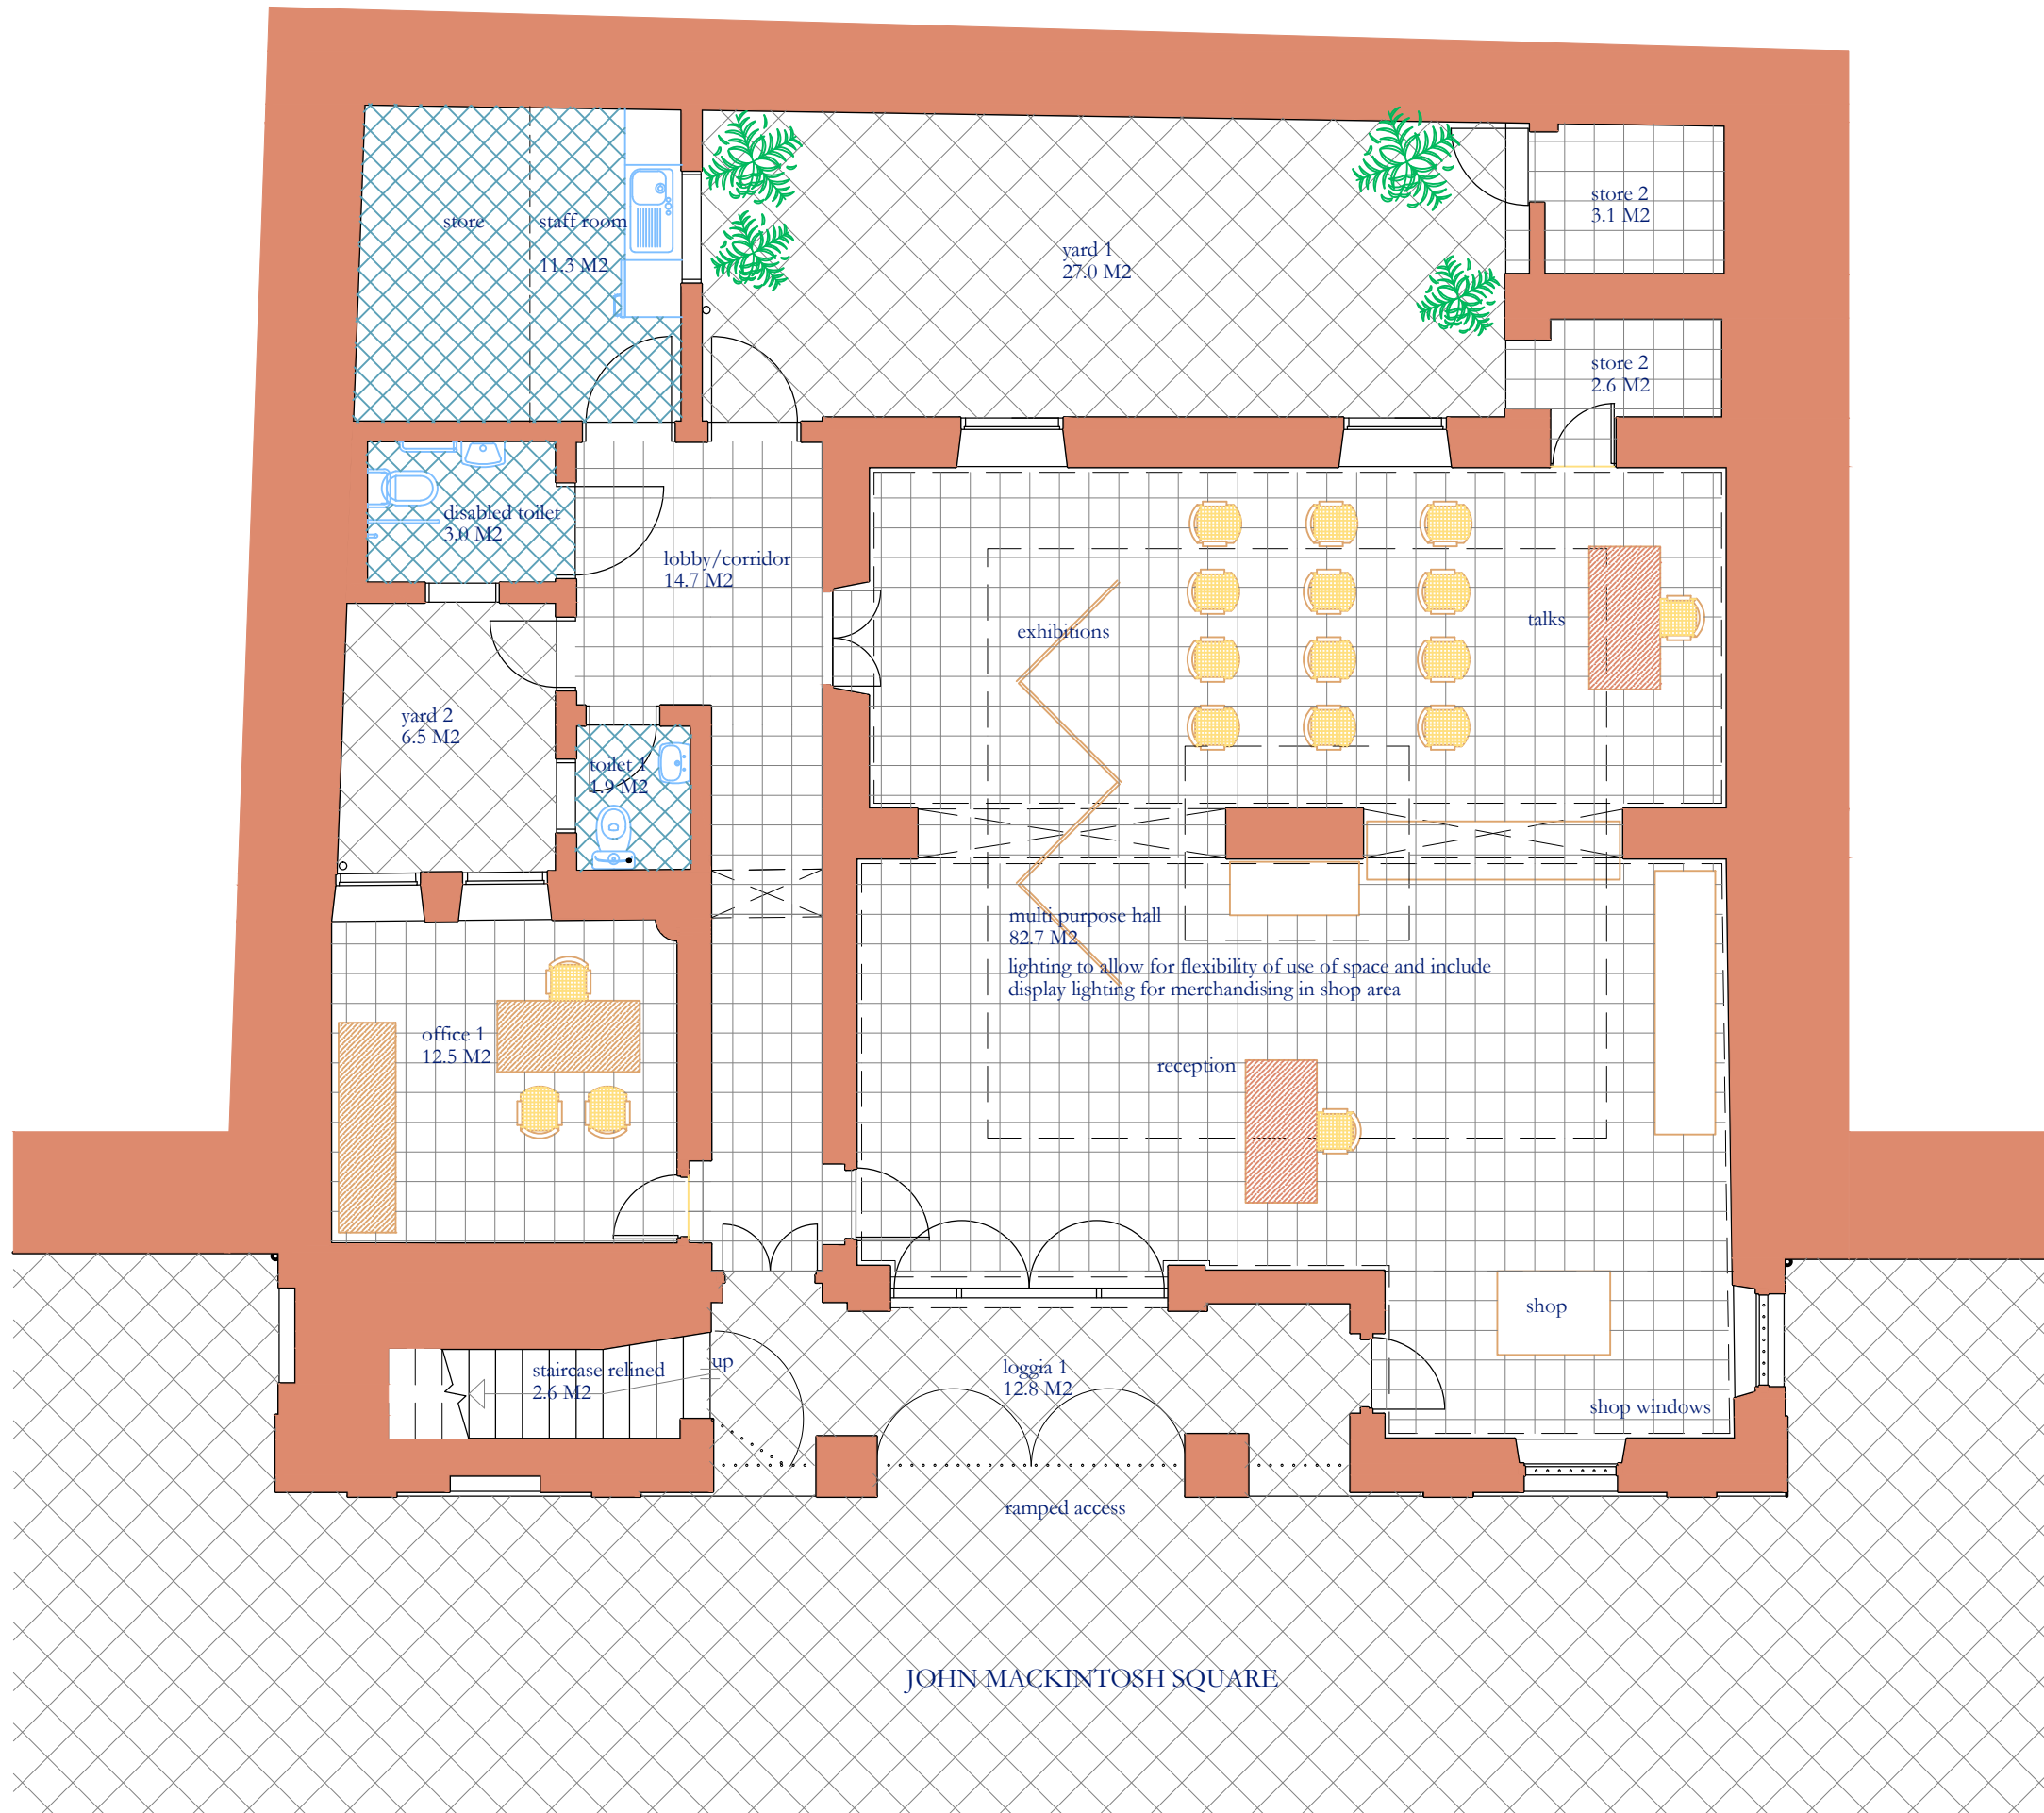 store
staff room
11.3 M2
store 2
3.1 M2
yard 1
27.0 M2
store 2
2.6 M2
disabled toilet
3.0 M2
lobby/corridor
14.7 M2
exhibitions
talks
yard 2
6.5 M2
toilet 1
1.9 M2
multi purpose hall
82.7 M2
lighting to allow for flexibility of use of space and include
display lighting for merchandising in shop area
office 1
12.5 M2
reception
shop
staircase relined
2.6 M2
up
loggia 1
12.8 M2
shop windows
ramped access
JOHN MACKINTOSH SQUARE